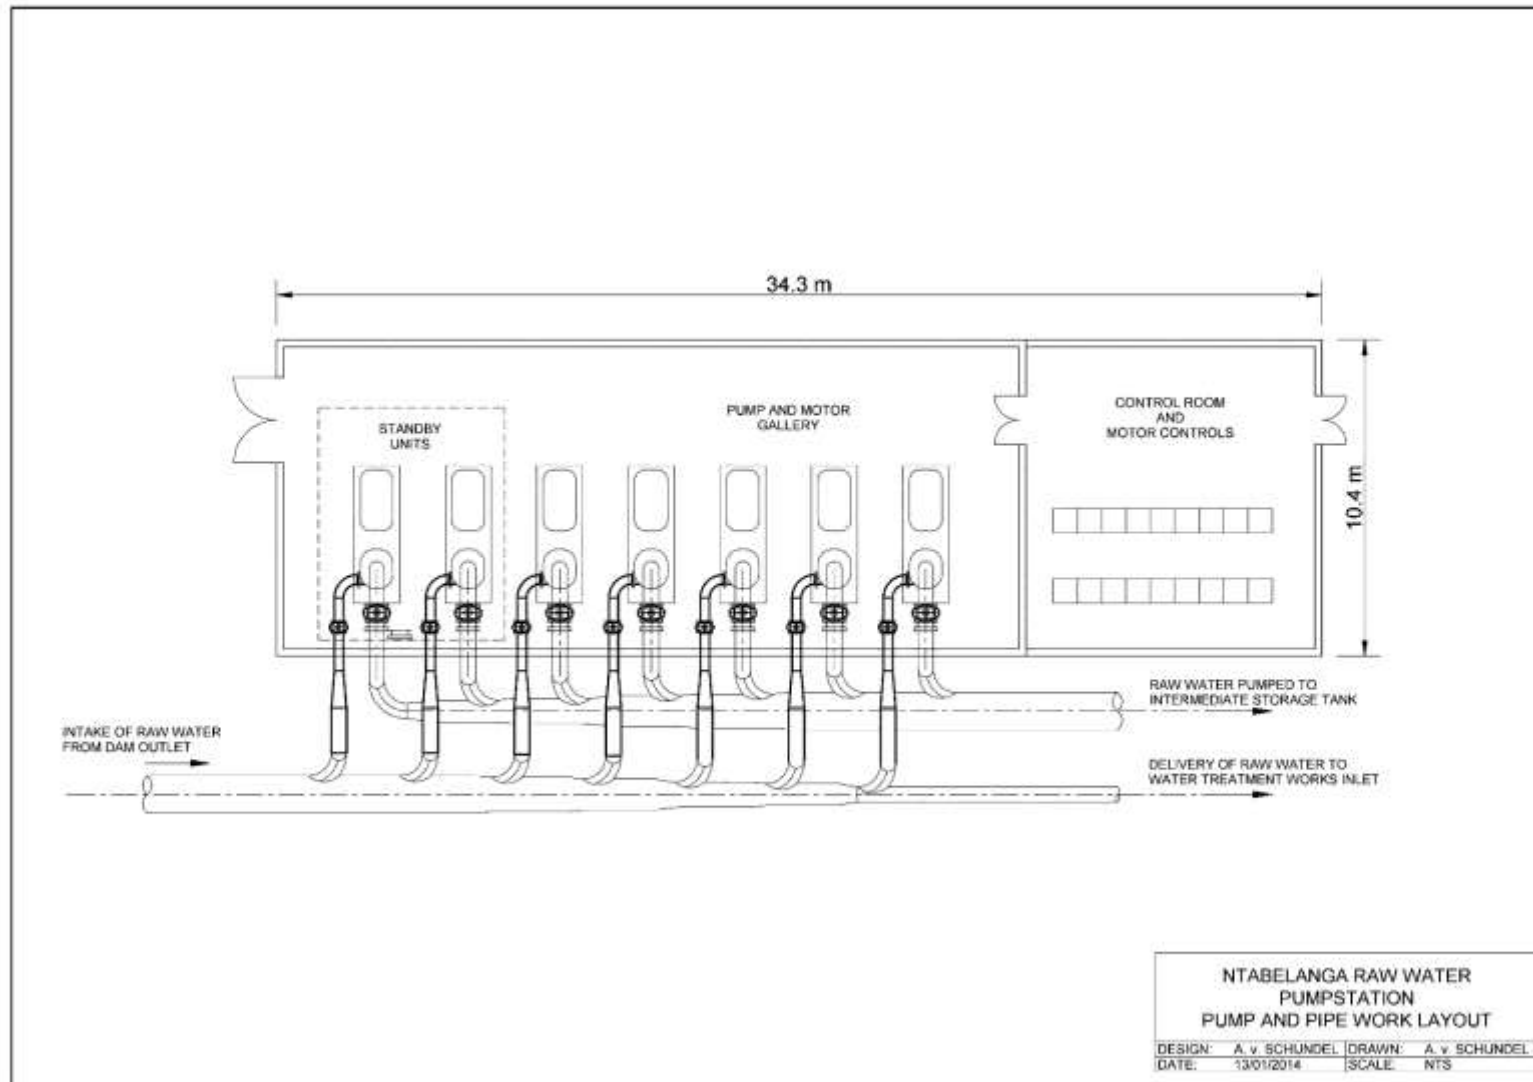 34.3 m
STANDBY
UNITS
PUMP AND MOTOR
GALLERY
CONTROL ROOM
AND
MOTOR CONTROLS
10.4 m
RAW WATER PUMPED TO
INTERMEDIATE STORAGE TANK
INTAKE OF RAW WATER
FROM DAM OUTLET
DELIVERY OF RAW WATER TO
WATER TREATMENT WORKS INLET
NTABELANGA RAW WATER
PUMPSTATION
PUMP AND PIPE WORK LAYOUT
DESIGN: A. v. SCHUNDEL DRAWN: A. v. SCHUNDEL
DATE: 13/01/2014 SCALE: NTS